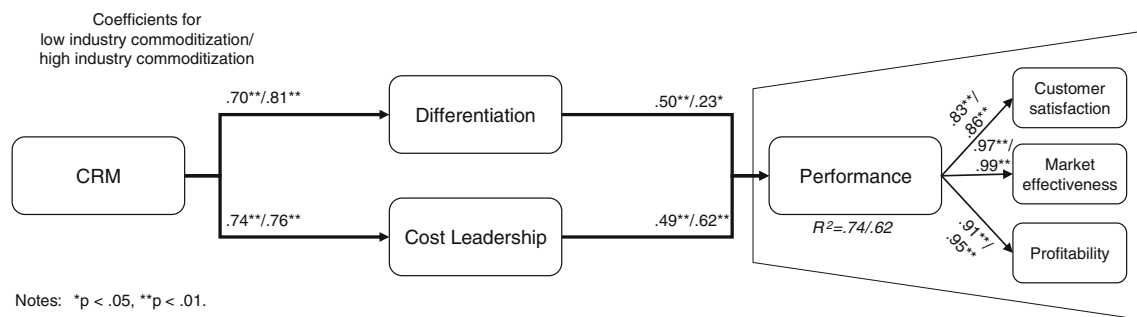 Coefficients for
low industry commoditization/
high industry commoditization
.70**/.81**
Differentiation
.50**/.23*
CRM
.74**/.76**
Cost Leadership
.49**/.62**
Performance
R²=.74/.62
.83**/
.86**
Customer
satisfaction
.97**/
.99**
Market
effectiveness
.91**/
.95**
Profitability
Notes: *p < .05, **p < .01.